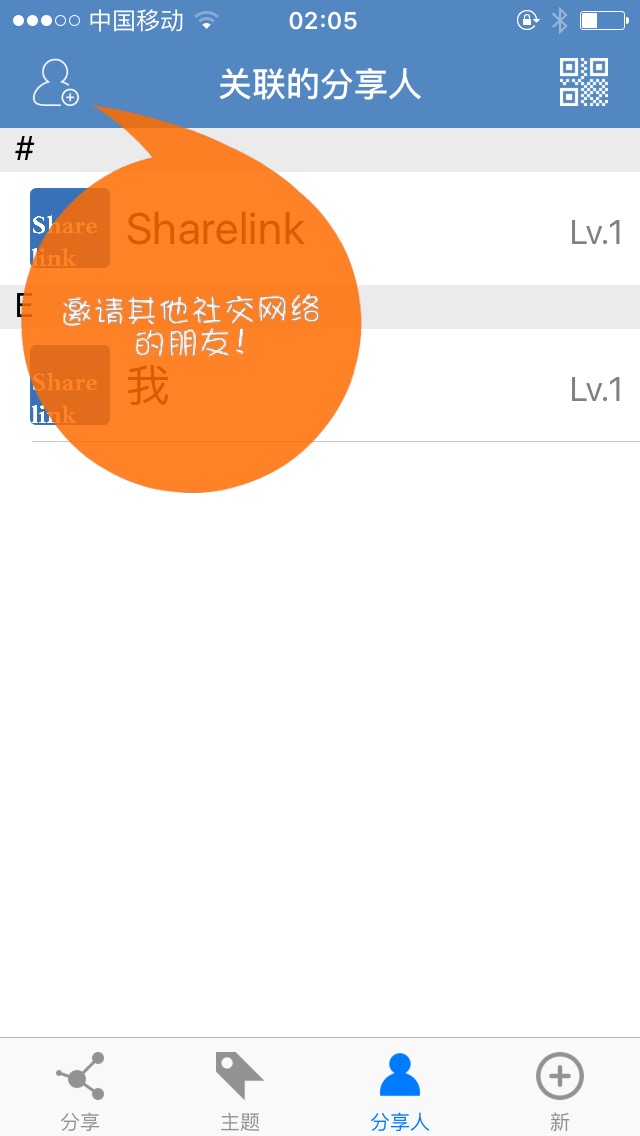 中国移动
02:05
关联的分享人
#
Share
link
Sharelink
Lv.1
E
邀请其他社交网络
的朋友!
Share
link
我
Lv.1
分享
主题
分享人
新